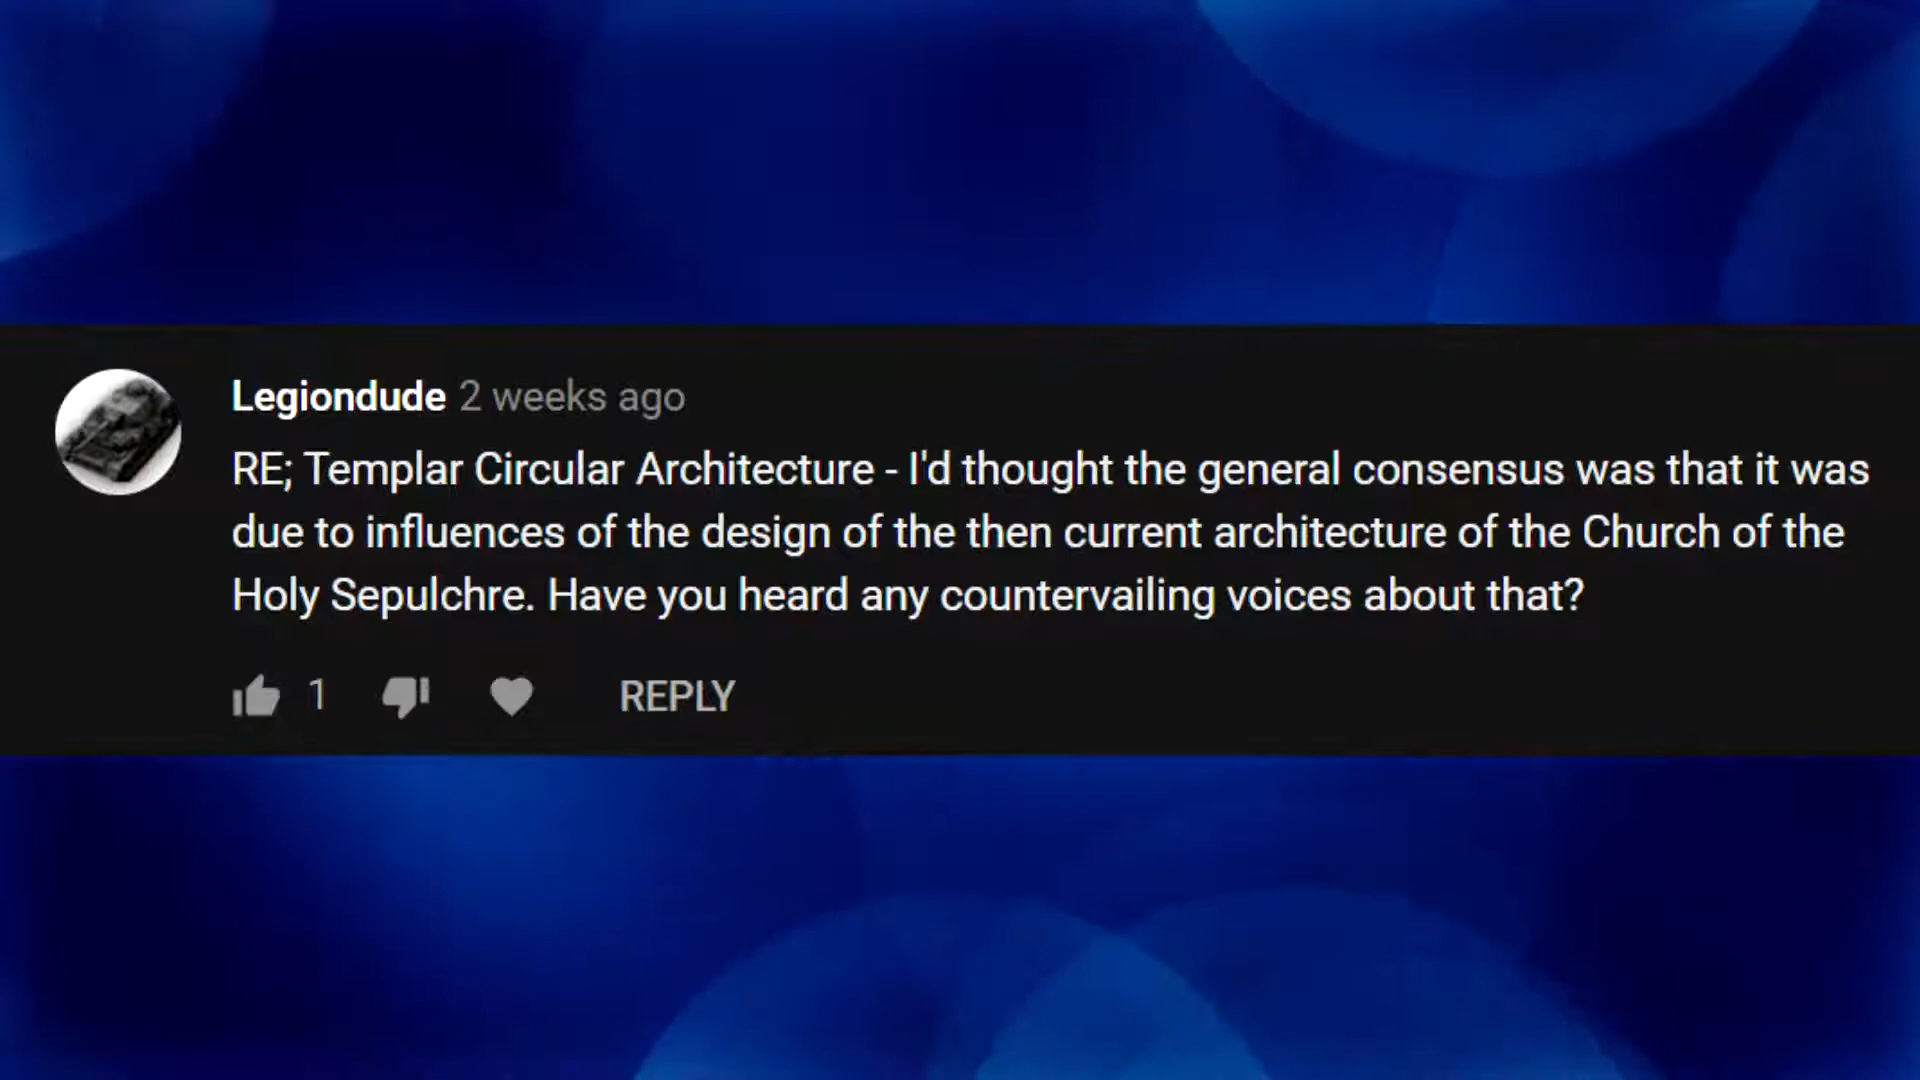 Legiondude 2 weeks ago
RE; Templar Circular Architecture - I'd thought the general consensus was that it was
due to influences of the design of the then current architecture of the Church of the
Holy Sepulchre. Have you heard any countervailing voices about that?
1 REPLY